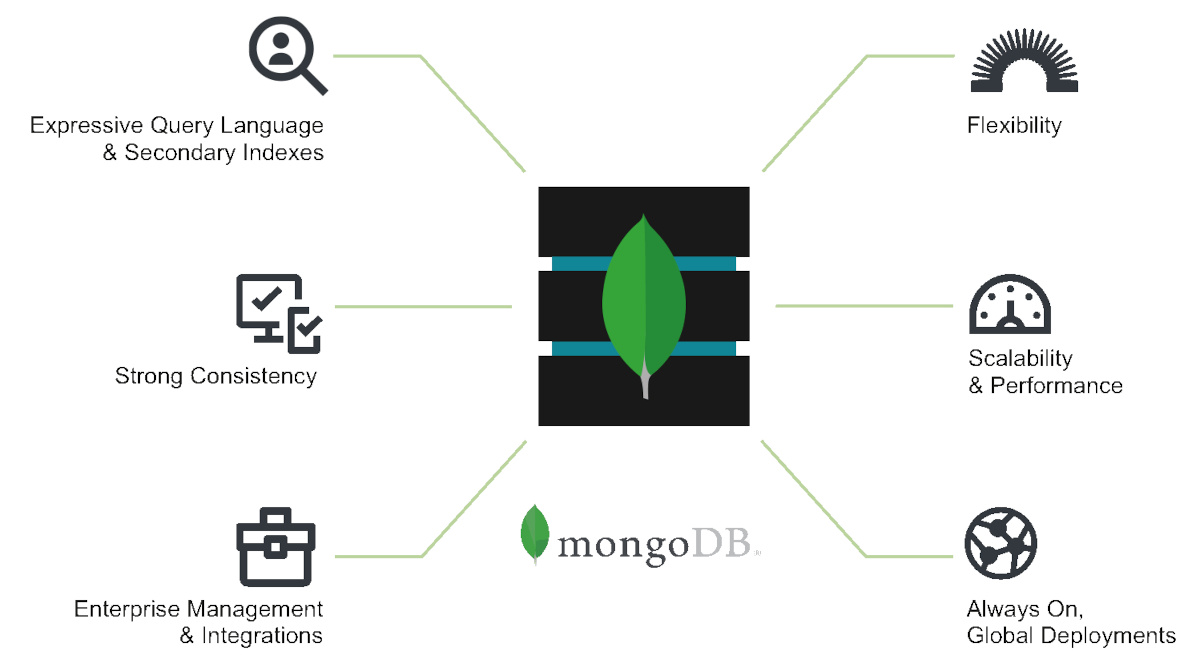 Expressive Query Language
& Secondary Indexes
Flexibility
Strong Consistency
Scalability
& Performance
mongoDB®
Enterprise Management
& Integrations
Always On,
Global Deployments